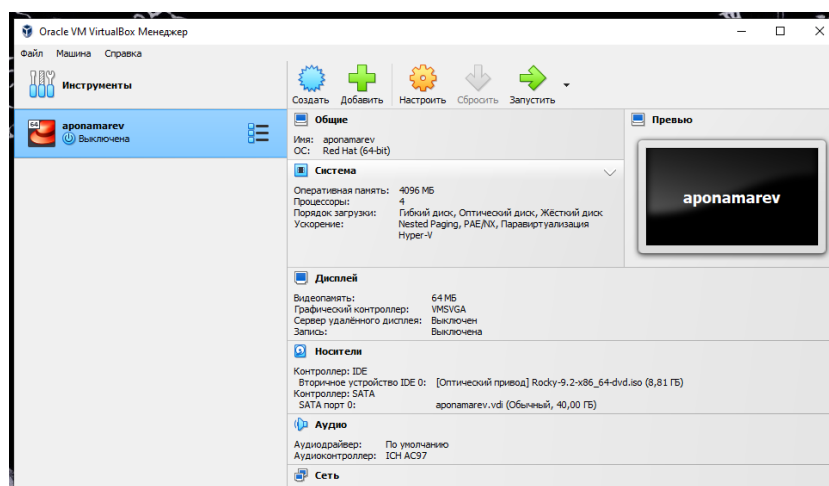 Oracle VM VirtualBox Менеджер
Файл Машина Справка
Инструменты
Создать Добавить Настроить Сбросить Запустить
64 aponamarev
Выключена
Общие
Имя: aponamarev
ОС: Red Hat (64-bit)
Превью
aponamarev
Система
Оперативная память: 4096 МБ
Процессоры: 4
Порядок загрузки: Гибкий диск, Оптический диск, Жёсткий диск
Ускорение: Nested Paging, PAE/NX, Паравиртуализация
Hyper-V
Дисплей
Видеопамять: 64 МБ
Графический контроллер: VMSVGA
Сервер удалённого дисплея: Выключен
Запись: Выключена
Носители
Контроллер: IDE
Вторичное устройство IDE 0: [Оптический привод] Rocky-9.2-x86_64-dvd.iso (8,81 ГБ)
Контроллер: SATA
SATA порт 0: aponamarev.vdi (Обычный, 40,00 ГБ)
Аудио
Аудиодрайвер: По умолчанию
Аудиоконтроллер: ICH AC97
Сеть